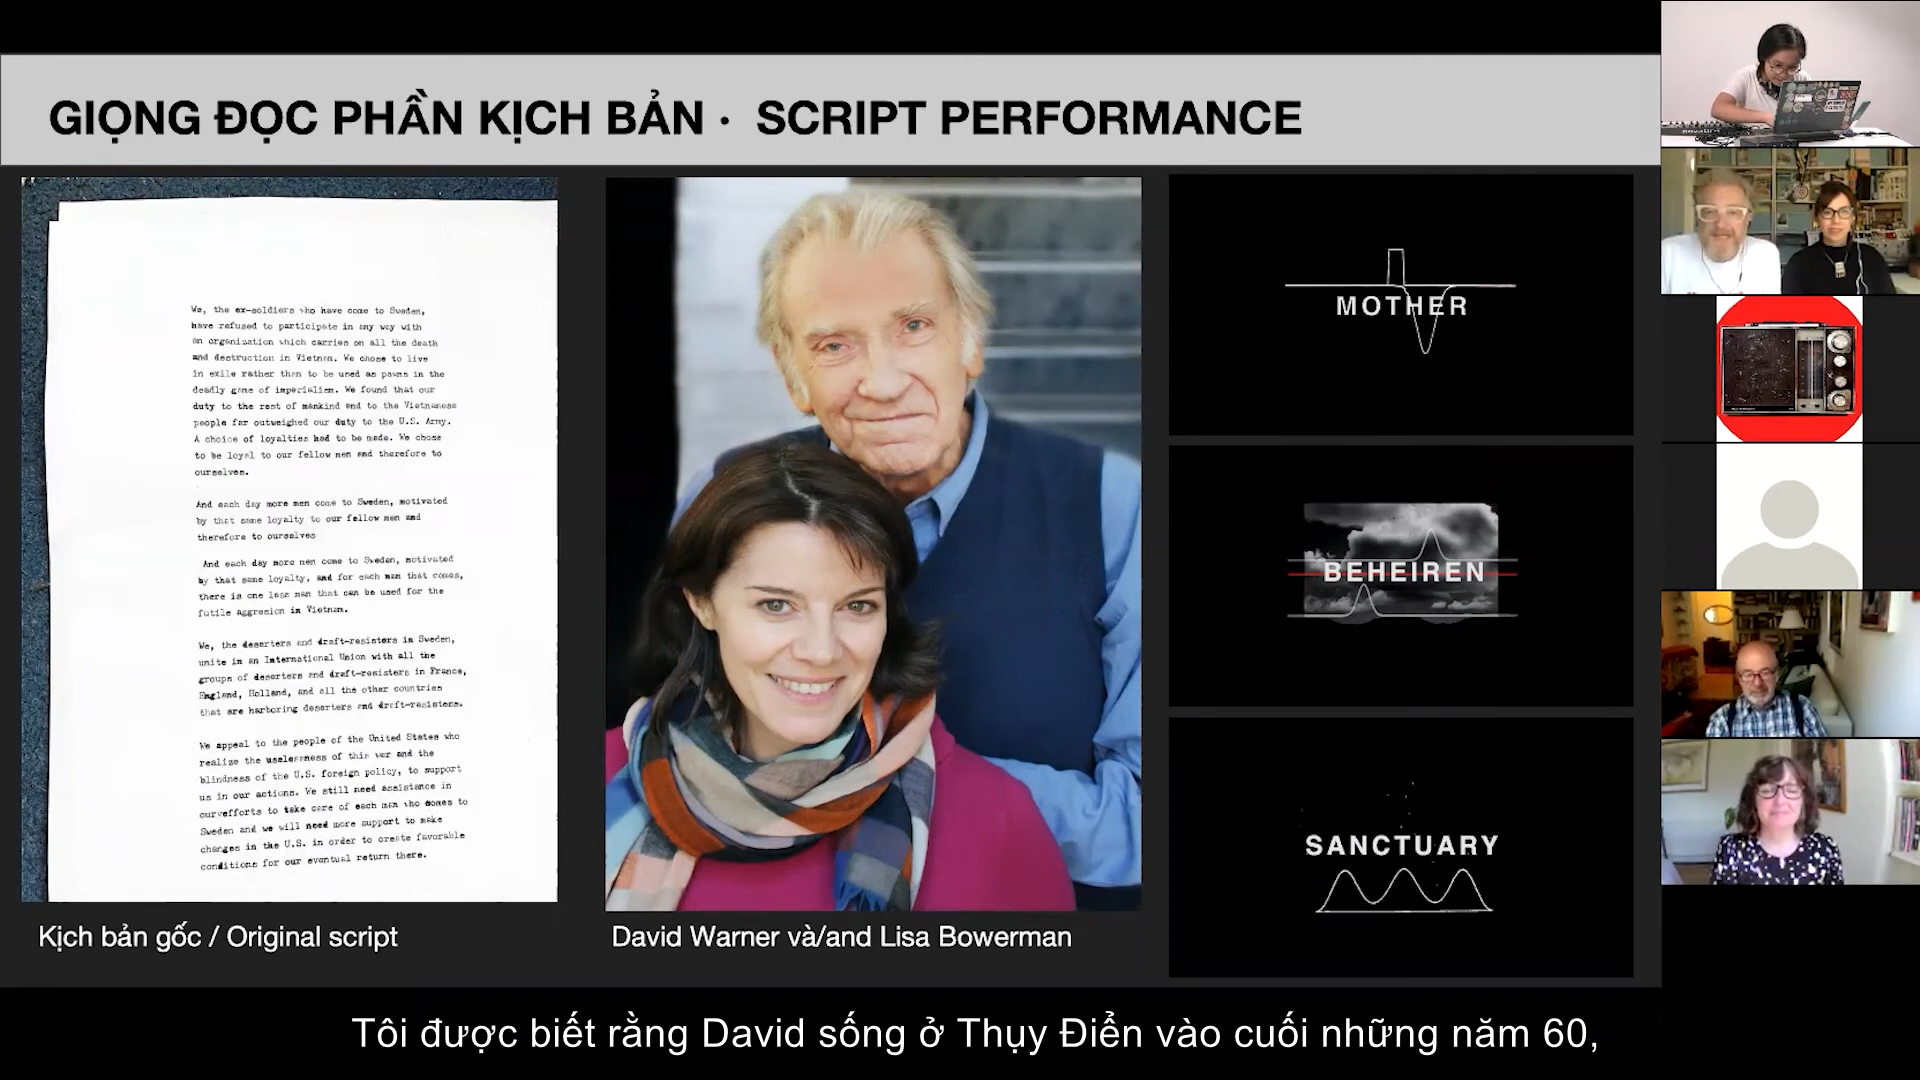 GIỌNG ĐỌC PHẦN KỊCH BẢN · SCRIPT PERFORMANCE
We, the ex-soldiers who have come to Sweden,
have refused to participate in any way with
an organization which carries on all the death
and destruction in Vietnam. We chose to live
in exile rather than to be used as pawns in the
deadly game of imperialism. We found that our
duty to the rest of mankind and to the Vietnamese
people far outweighed our duty to the U.S. Army.
A choice of loyalties had to be made. We chose
to be loyal to our fellow men and therefore to
ourselves.
And each day more men come to Sweden, motivated
by that same loyalty to our fellow men and
therefore to ourselves
And each day more men come to Sweden, motivated
by that same loyalty, and for each man that comes,
there is one less man that can be used for the
futile aggresion in Vietnam.
We, the deserters and draft-resisters in Sweden,
unite in an International Union with all the
groups of deserters and draft-resisters in France,
England, Holland, and all the other countries
that are harboring deserters and draft-resisters.
We appeal to the people of the United States who
realize the uselessness of this war and the
blindness of the U.S. foreign policy, to support
us in our actions. We still need assistance in
our efforts to take care of each man who comes to
Sweden and we will need more support to make
changes in the U.S. in order to create favorable
conditions for our eventual return there.
Kịch bản gốc / Original script
David Warner và/and Lisa Bowerman
MOTHER
BEHEIREN
SANCTUARY
Tôi được biết rằng David sống ở Thụy Điển vào cuối những năm 60,